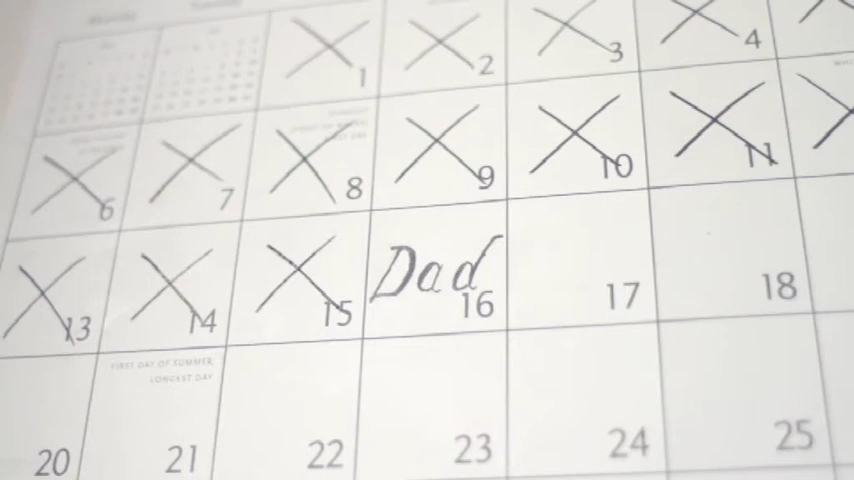 1 2 3 4
6 7 8 9 10 11
13 14 15 Dad 16 17 18
FIRST DAY OF SUMMER,
LONGEST DAY
20 21 22 23 24 25